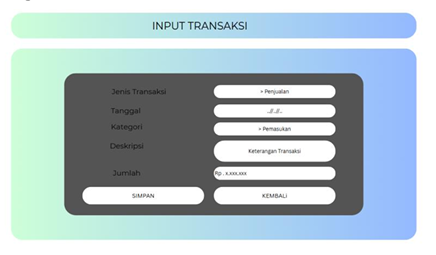 INPUT TRANSAKSI
Jenis Transaksi
> Penjualan
Tanggal
../../..
Kategori
> Pemasukan
Deskripsi
Keterangan Transaksi
Jumlah
Rp . x.xxx.xxx
SIMPAN
KEMBALI